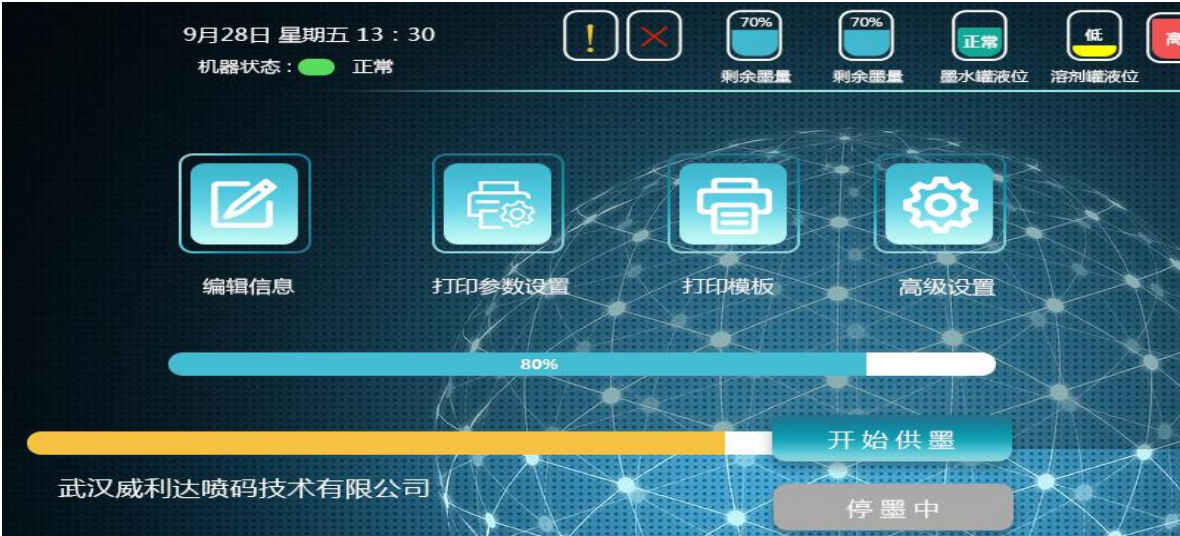 9月28日 星期五 13：30
机器状态： 正常
!
70%
剩余墨量
70%
剩余墨量
正常
墨水罐液位
低
溶剂罐液位
高
编辑信息
打印参数设置
打印模板
高级设置
80%
开始供墨
武汉威利达喷码技术有限公司
停墨中